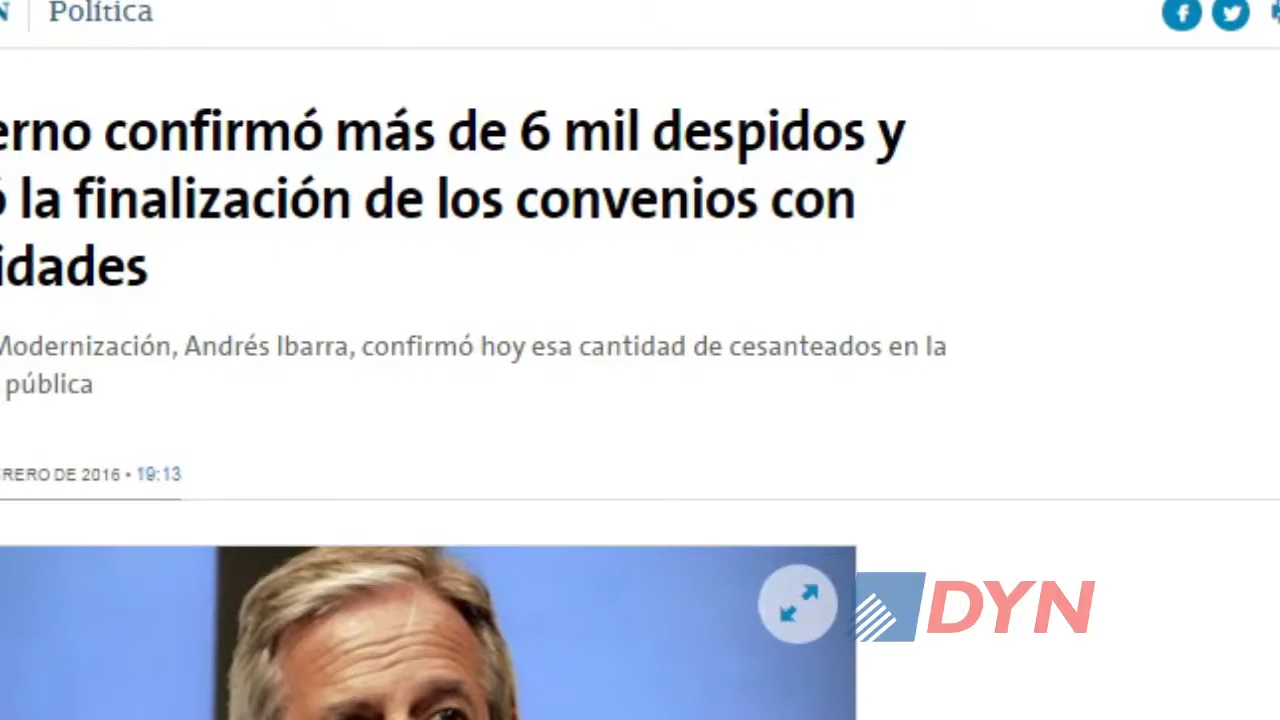 N | Política
erno confirmó más de 6 mil despidos y
ó la finalización de los convenios con
idades
Modernización, Andrés Ibarra, confirmó hoy esa cantidad de cesanteados en la
pública
RERO DE 2016 • 19:13
DYN